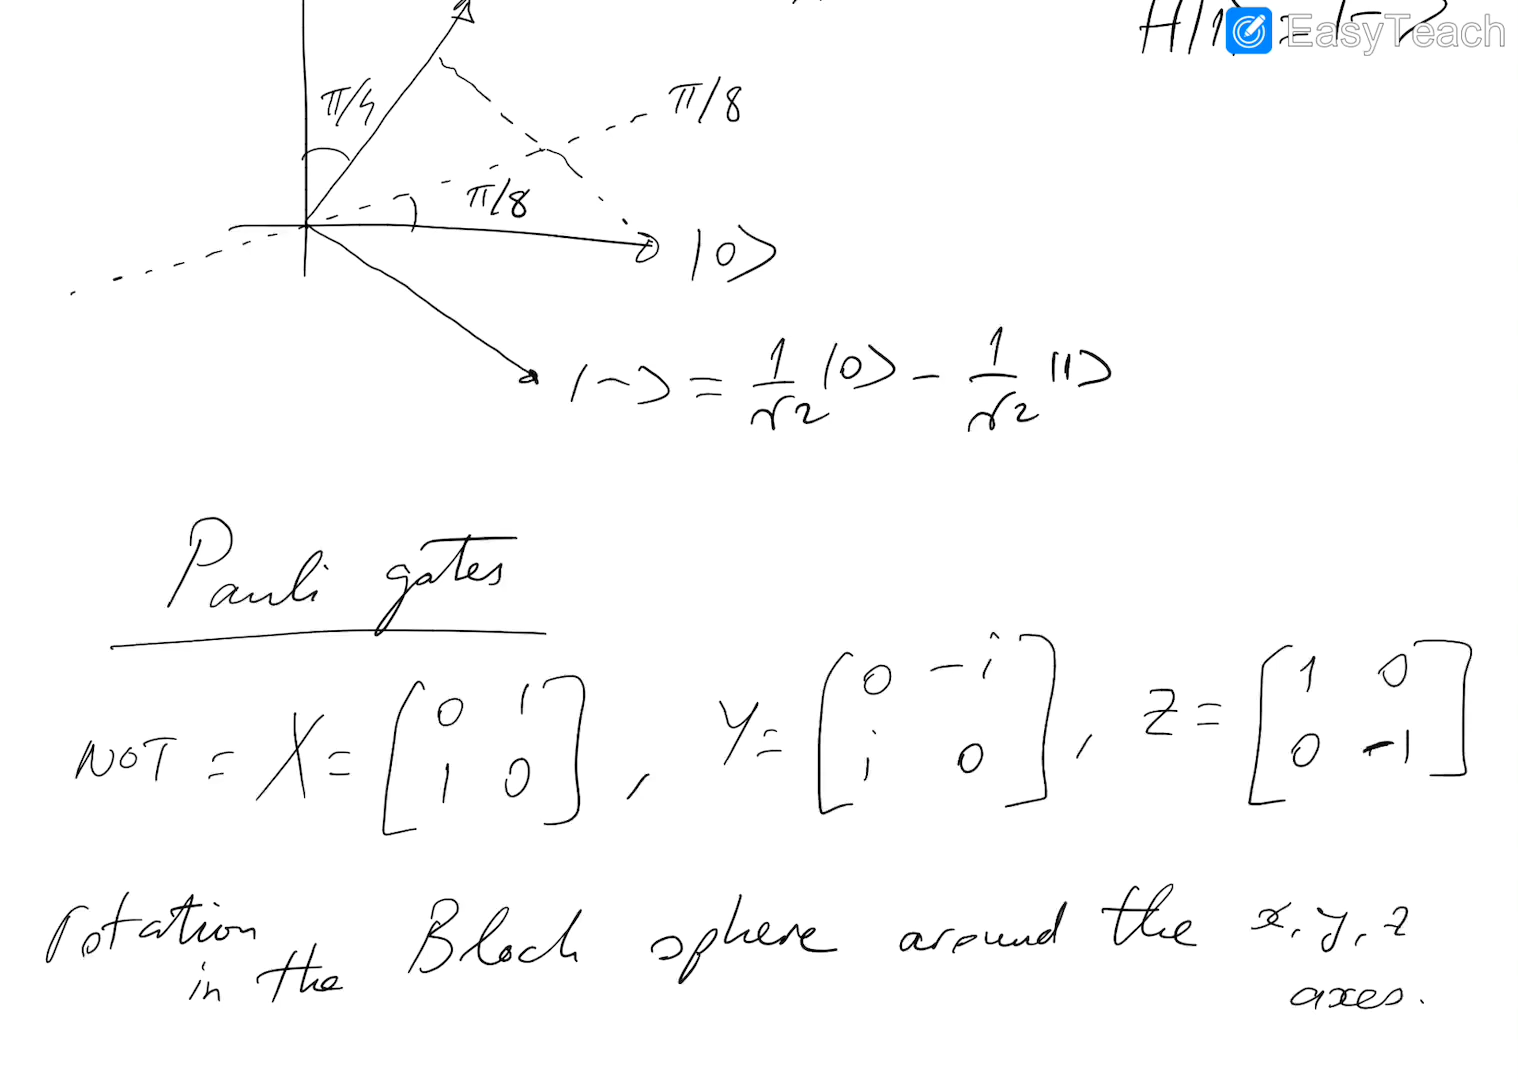 H|1⟩ = |-⟩
EasyTeach
π/4
π/8
π/8
|0⟩
|-⟩ = 1/√2 |0⟩ - 1/√2 |1⟩
Pauli gates
NOT = X = [0 1; 1 0], Y = [0 -i; i 0], Z = [1 0; 0 -1]
rotation in the Bloch sphere around the x, y, z
axes.